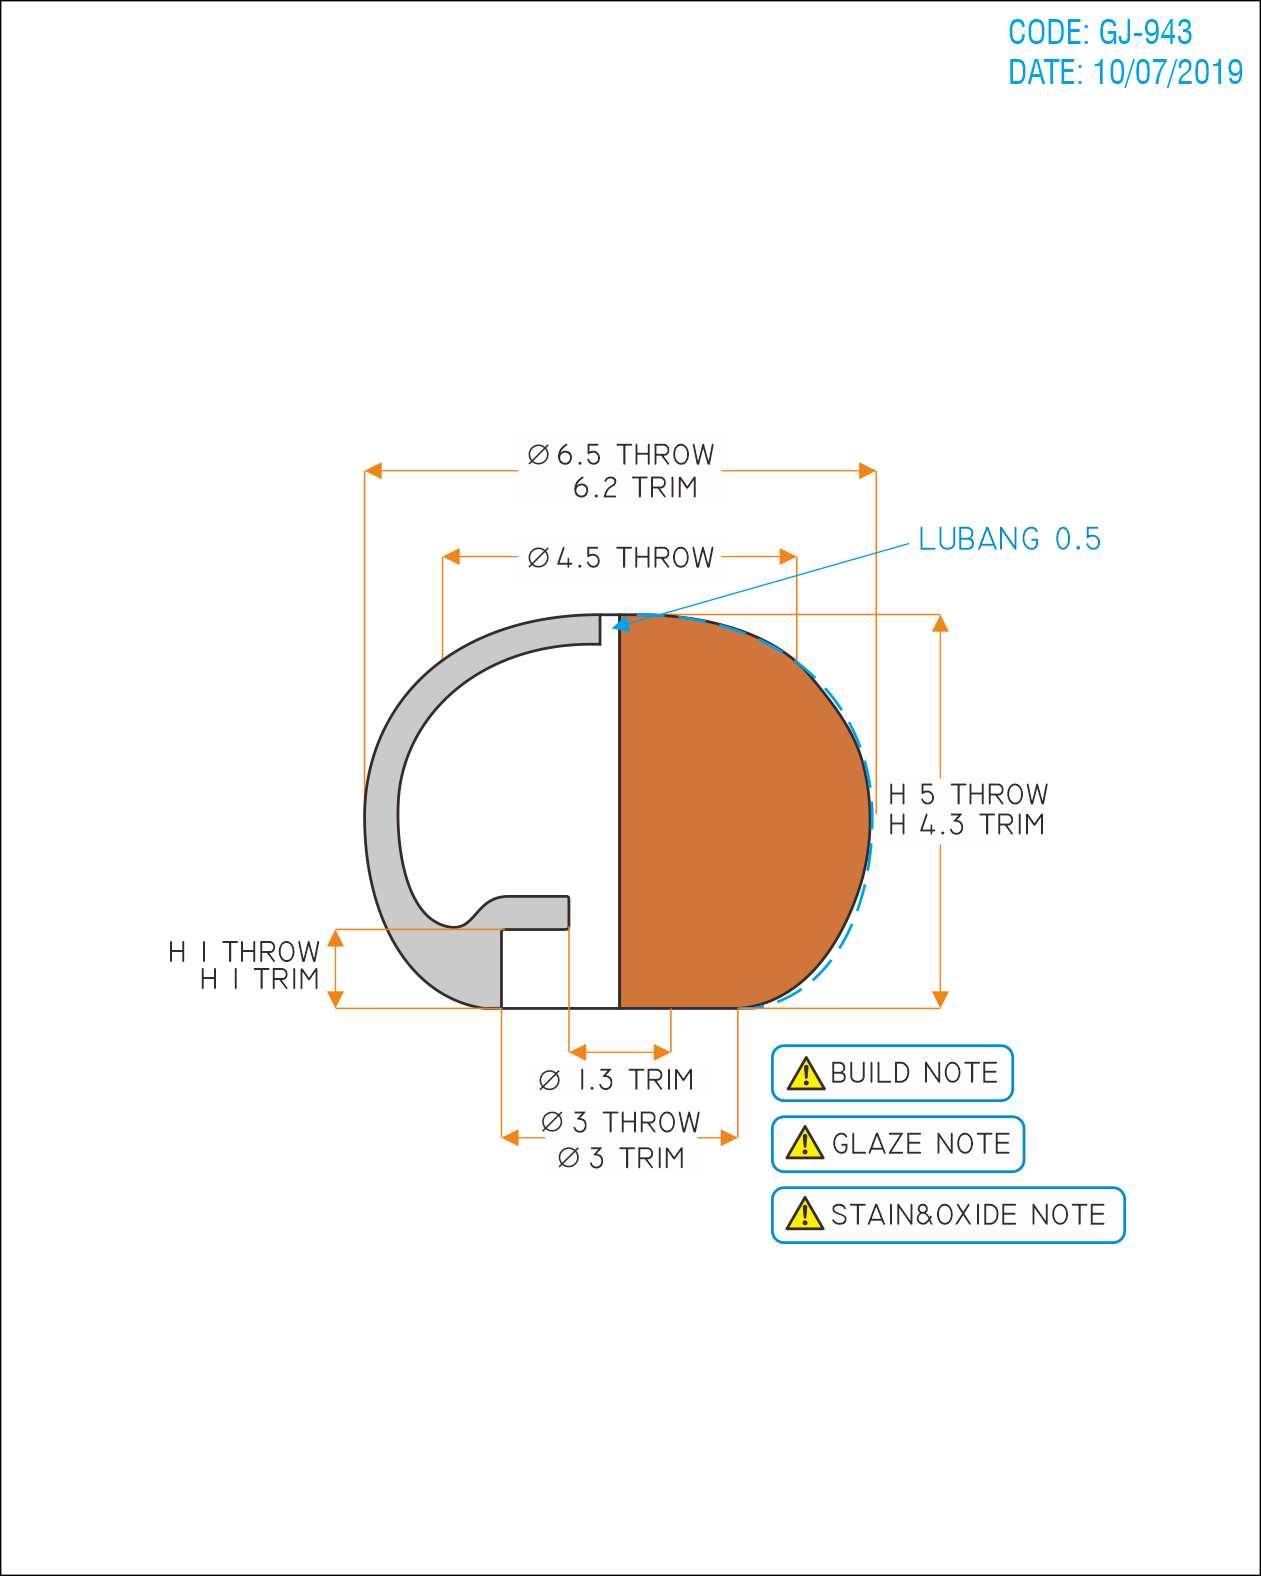 CODE: GJ-943
DATE: 10/07/2019
Ø 6.5 THROW
6.2 TRIM
LUBANG 0.5
Ø 4.5 THROW
H 5 THROW
H 4.3 TRIM
H 1 THROW
H 1 TRIM
Ø 1.3 TRIM
Ø 3 THROW
Ø 3 TRIM
BUILD NOTE
GLAZE NOTE
STAIN&OXIDE NOTE